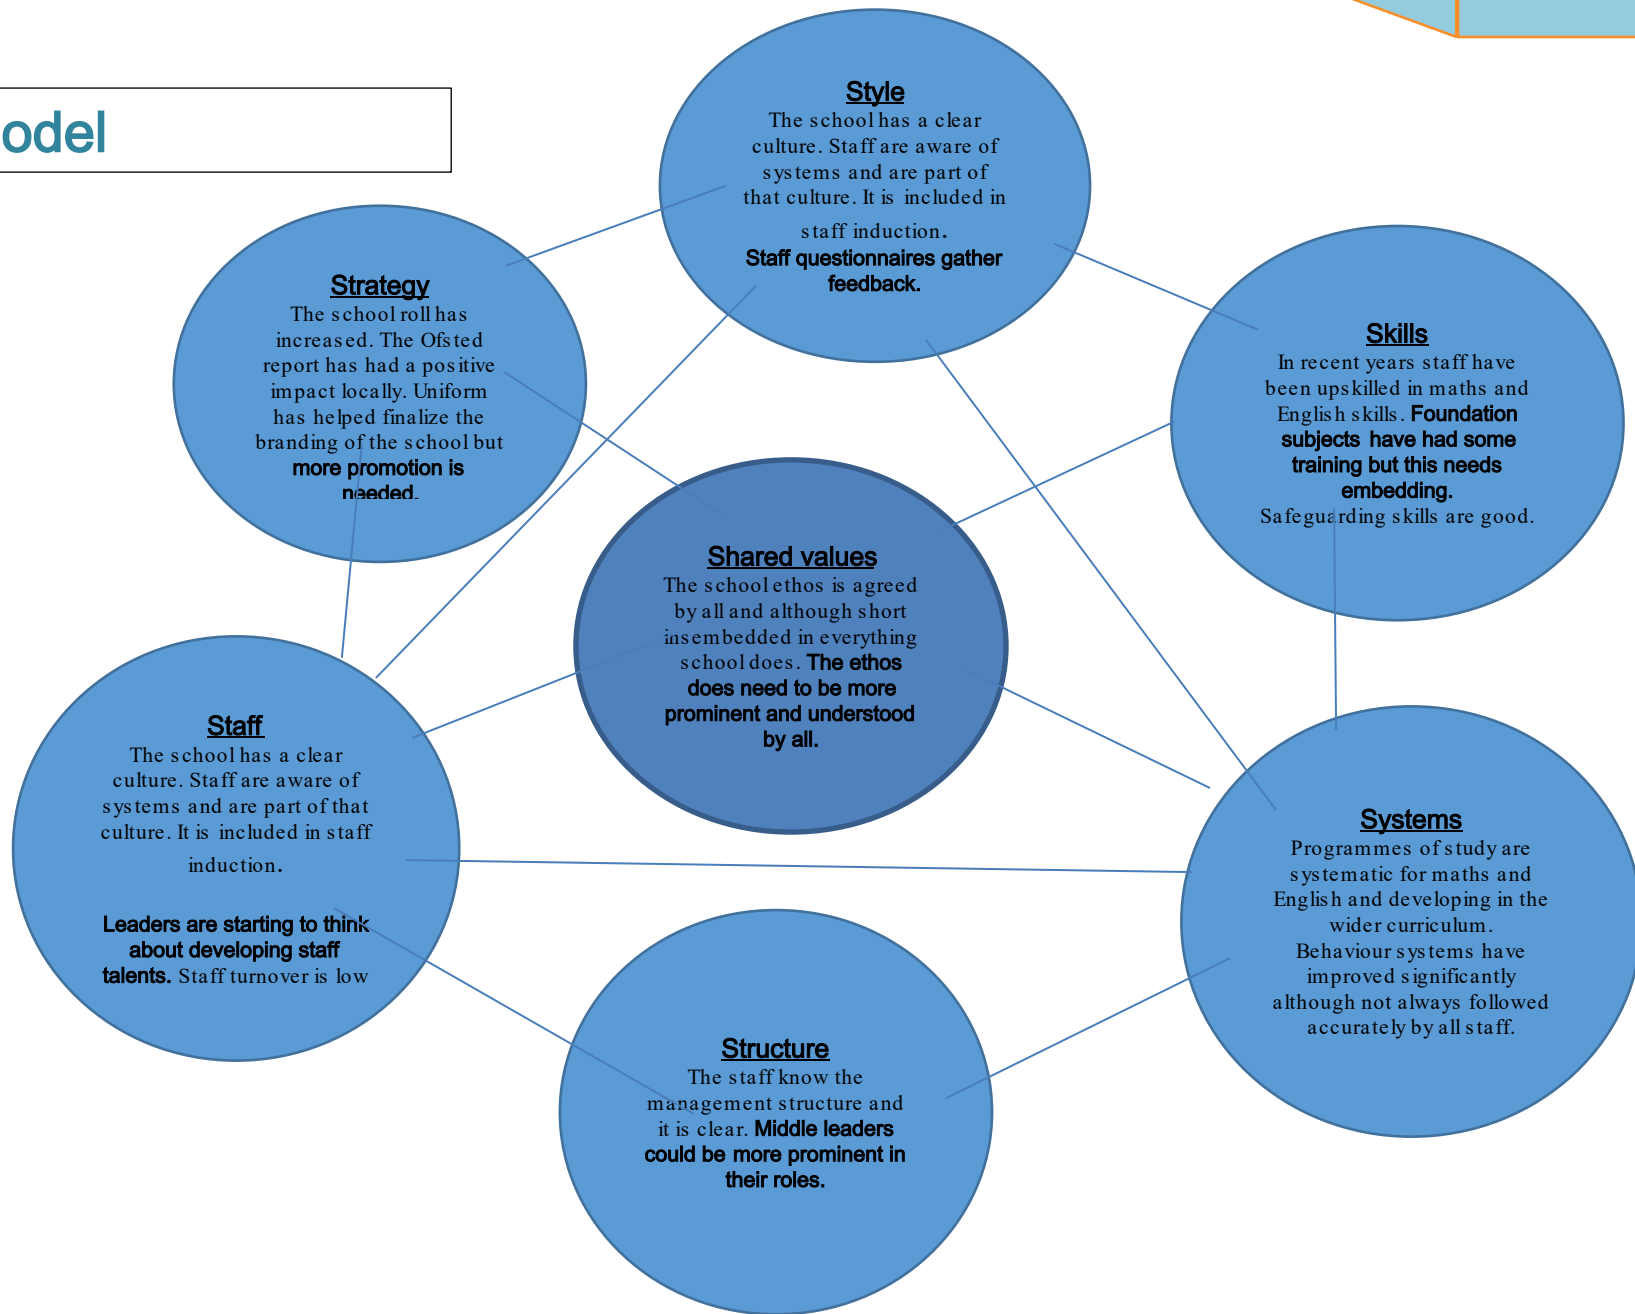 odel
Style
The school has a clear
culture. Staff are aware of
systems and are part of
that culture. It is included in
staff induction.
Staff questionnaires gather
feedback.
Strategy
The school roll has
increased. The Ofsted
report has had a positive
impact locally. Uniform
has helped finalize the
branding of the school but
more promotion is
needed.
Skills
In recent years staff have
been upskilled in maths and
English skills. Foundation
subjects have had some
training but this needs
embedding.
Safeguarding skills are good.
Shared values
The school ethos is agreed
by all and although short
insembedded in everything
school does. The ethos
does need to be more
prominent and understood
by all.
Staff
The school has a clear
culture. Staff are aware of
systems and are part of that
culture. It is included in staff
induction.
Leaders are starting to think
about developing staff
talents. Staff turnover is low
Systems
Programmes of study are
systematic for maths and
English and developing in the
wider curriculum.
Behaviour systems have
improved significantly
although not always followed
accurately by all staff.
Structure
The staff know the
management structure and
it is clear. Middle leaders
could be more prominent in
their roles.